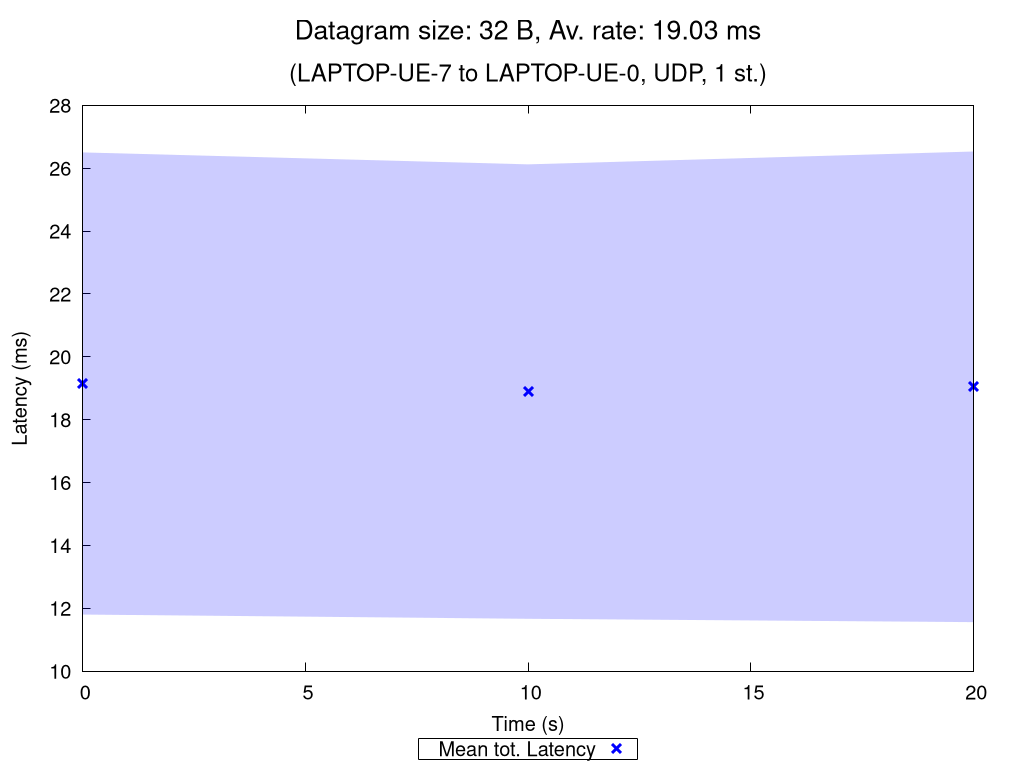 Datagram size: 32 B, Av. rate: 19.03 ms
(LAPTOP-UE-7 to LAPTOP-UE-0, UDP, 1 st.)
28
26
24
22
20
18
16
14
12
10
Latency (ms)
0 5 10 15 20
Time (s)
Mean tot. Latency